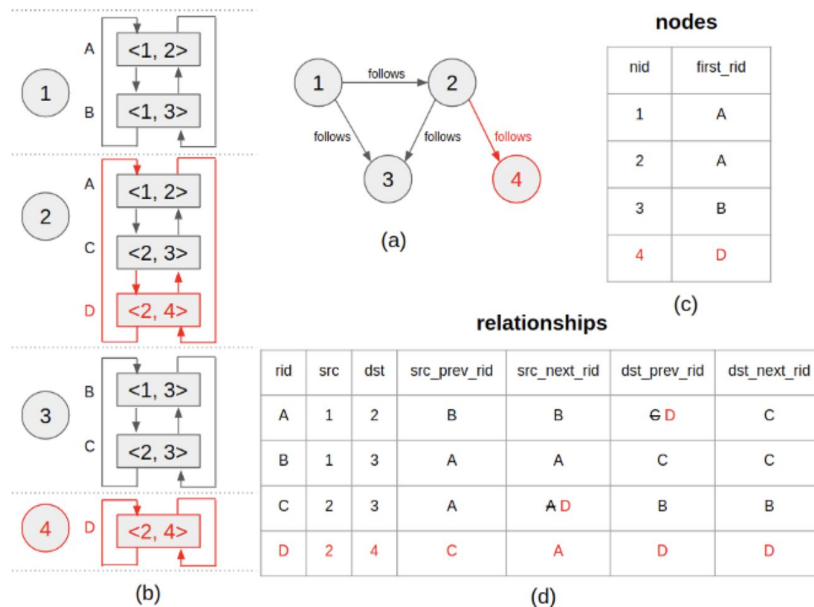 A
<1, 2>
1
B
<1, 3>
A
<1, 2>
2
C
<2, 3>
D
<2, 4>
B
<1, 3>
3
C
<2, 3>
4
D
<2, 4>
(b)
1
follows
2
follows
follows
follows
3
4
(a)
nodes
nid first_rid
1 A
2 A
3 B
4 D
(c)
relationships
rid src dst src_prev_rid src_next_rid dst_prev_rid dst_next_rid
A 1 2 B B C D C
B 1 3 A A C C
C 2 3 A A D B B
D 2 4 C A D D
(d)